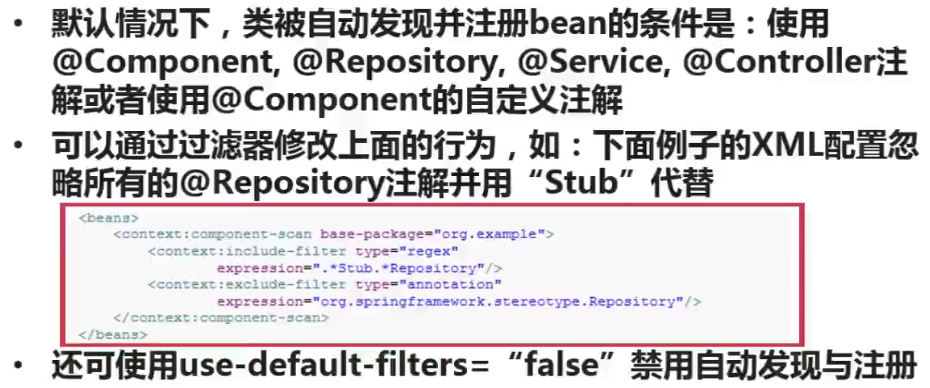 • 默认情况下，类被自动发现并注册bean的条件是：使用
@Component, @Repository, @Service, @Controller注
解或者使用@Component的自定义注解
• 可以通过过滤器修改上面的行为，如：下面例子的XML配置忽
略所有的@Repository注解并用“Stub”代替
<beans>
<context:component-scan base-package="org.example">
<context:include-filter type="regex"
expression=".*Stub.*Repository"/>
<context:exclude-filter type="annotation"
expression="org.springframework.stereotype.Repository"/>
</context:component-scan>
</beans>
• 还可使用use-default-filters=“false”禁用自动发现与注册